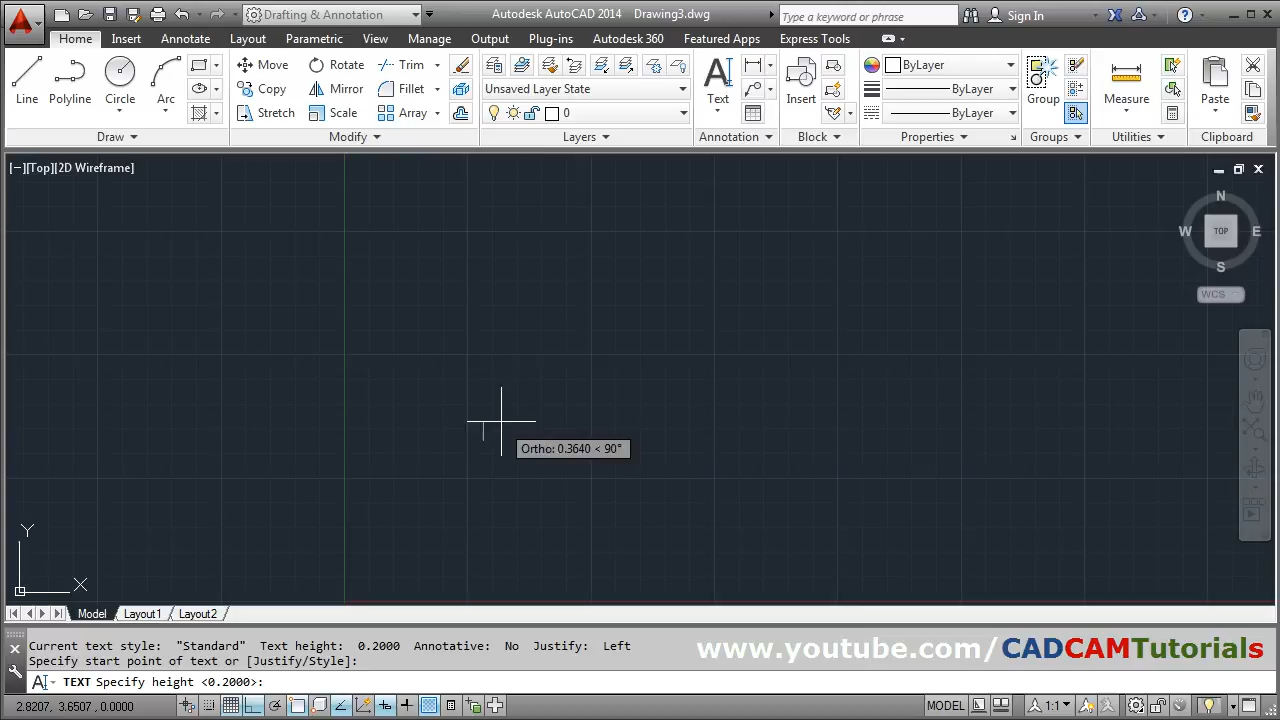 Drafting & Annotation
Autodesk AutoCAD 2014 Drawing3.dwg
Type a keyword or phrase
Sign In
Home Insert Annotate Layout Parametric View Manage Output Plug-ins Autodesk 360 Featured Apps Express Tools
Line Polyline Circle Arc
Move Rotate Trim
Copy Mirror Fillet
Stretch Scale Array
Unsaved Layer State
0
Text
Insert
ByLayer
ByLayer
ByLayer
Group
Measure
Paste
Draw Modify Layers Annotation Block Properties Groups Utilities Clipboard
[−][Top][2D Wireframe]
N
W TOP E
S
WCS
Ortho: 0.3640 < 90°
Y
X
Model Layout1 Layout2
Current text style: "Standard" Text height: 0.2000 Annotative: No Justify: Left
Specify start point of text or [Justify/Style]:
TEXT Specify height <0.2000>:
www.youtube.com/CADCAMTutorials
2.8207, 3.6507, 0.0000
MODEL
1:1